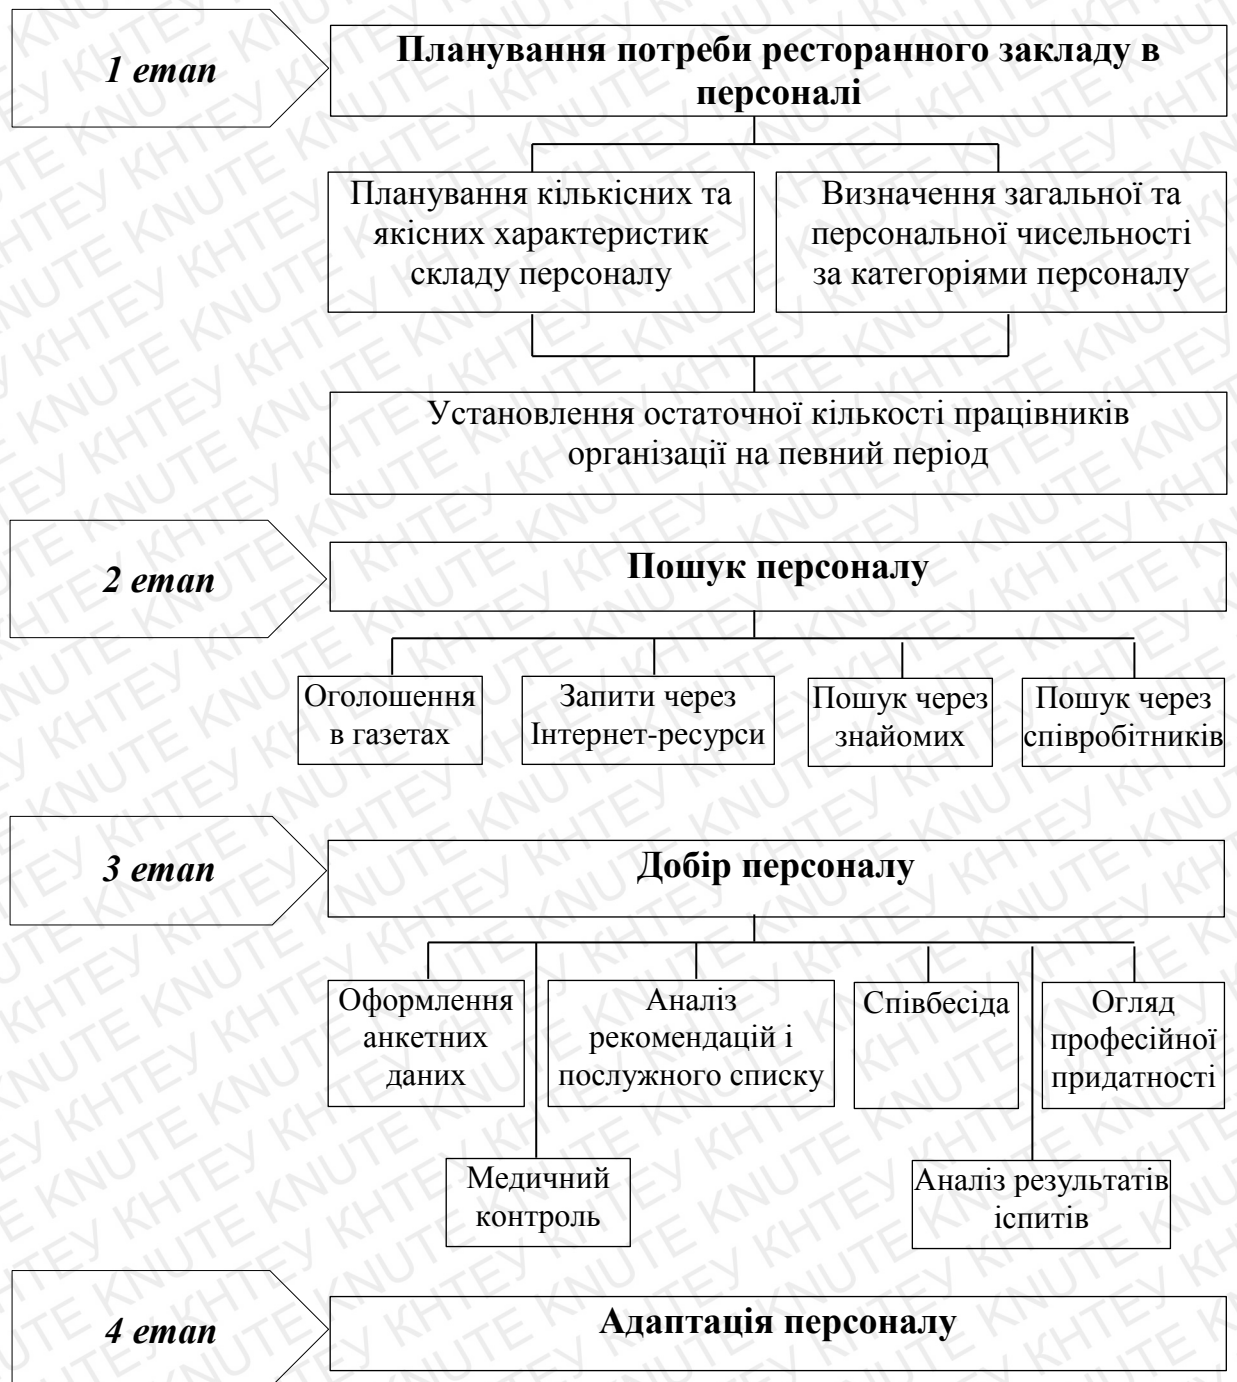 1 етап
Планування потреби ресторанного закладу в
персоналі
Планування кількісних та
якісних характеристик
складу персоналу
Визначення загальної та
персональної чисельності
за категоріями персоналу
Установлення остаточної кількості працівників
організації на певний період
2 етап
Пошук персоналу
Оголошення
в газетах
Запити через
Інтернет-ресурси
Пошук через
знайомих
Пошук через
співробітників
3 етап
Добір персоналу
Оформлення
анкетних
даних
Аналіз
рекомендацій і
послужного списку
Співбесіда
Огляд
професійної
придатності
Медичний
контроль
Аналіз результатів
іспитів
4 етап
Адаптація персоналу